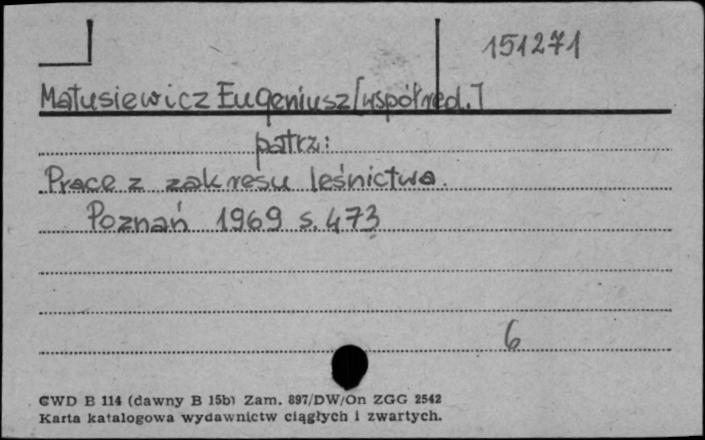 151271
Matusiewicz Eugeniusz [współred.]
patrz:
Prace z zakresu leśnictwa.
Poznań 1969 s. 473
6
CWD B 114 (dawny B 15b) Zam. 897/DW/On ZGG 2542
Karta katalogowa wydawnictw ciągłych i zwartych.